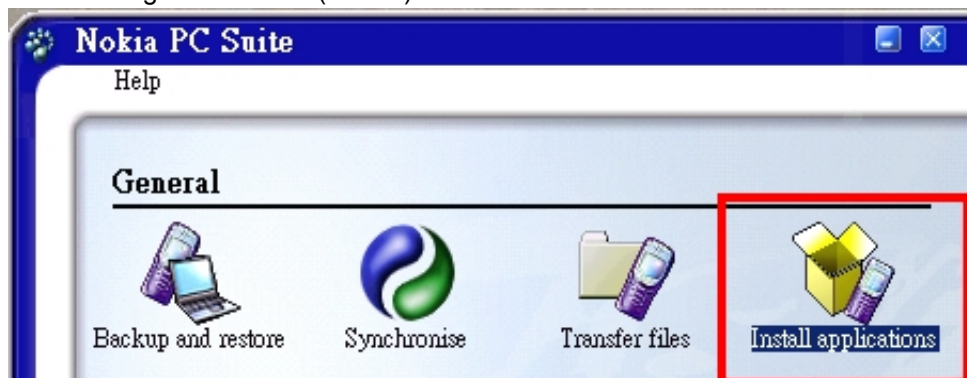 Nokia PC Suite
Help
General
Backup and restore Synchronise Transfer files Install applications